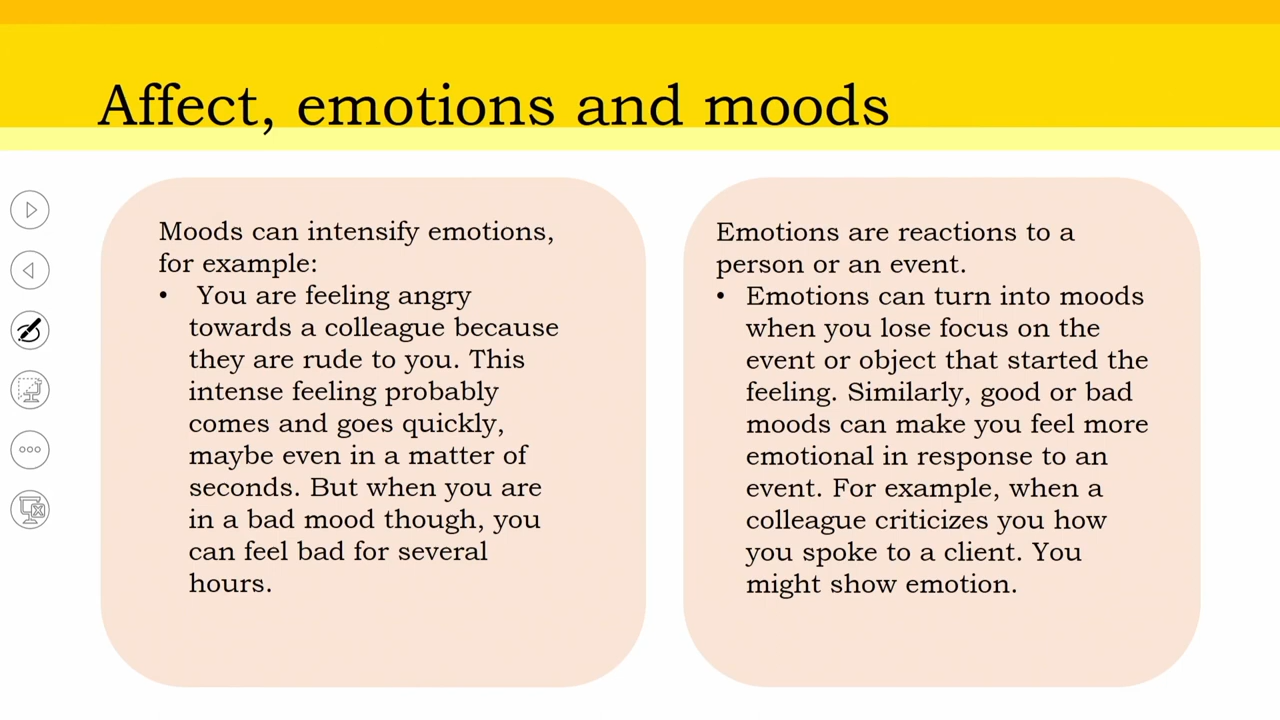 Affect, emotions and moods
Moods can intensify emotions,
for example:
• You are feeling angry
towards a colleague because
they are rude to you. This
intense feeling probably
comes and goes quickly,
maybe even in a matter of
seconds. But when you are
in a bad mood though, you
can feel bad for several
hours.
Emotions are reactions to a
person or an event.
• Emotions can turn into moods
when you lose focus on the
event or object that started the
feeling. Similarly, good or bad
moods can make you feel more
emotional in response to an
event. For example, when a
colleague criticizes you how
you spoke to a client. You
might show emotion.